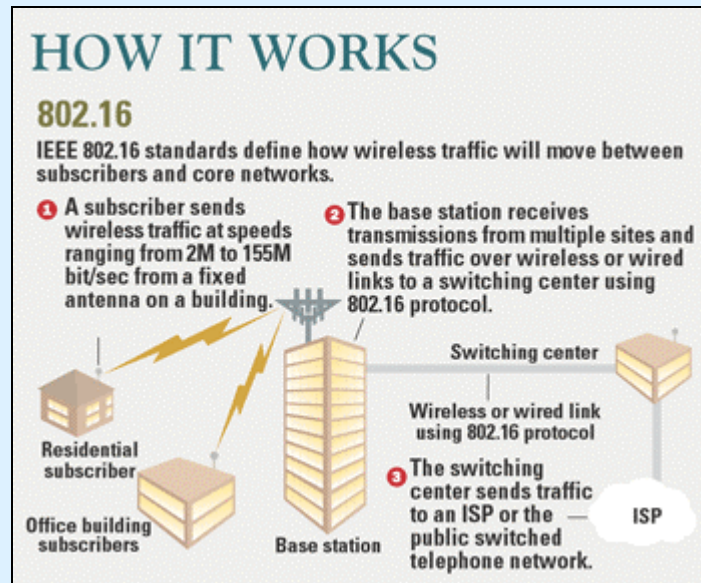 HOW IT WORKS
802.16
IEEE 802.16 standards define how wireless traffic will move between
subscribers and core networks.
1 A subscriber sends
wireless traffic at speeds
ranging from 2M to 155M
bit/sec from a fixed
antenna on a building.
2 The base station receives
transmissions from multiple sites and
sends traffic over wireless or wired
links to a switching center using
802.16 protocol.
Switching center
Wireless or wired link
using 802.16 protocol
Residential
subscriber
Office building
subscribers
Base station
3 The switching
center sends traffic
to an ISP or the
public switched
telephone network.
ISP